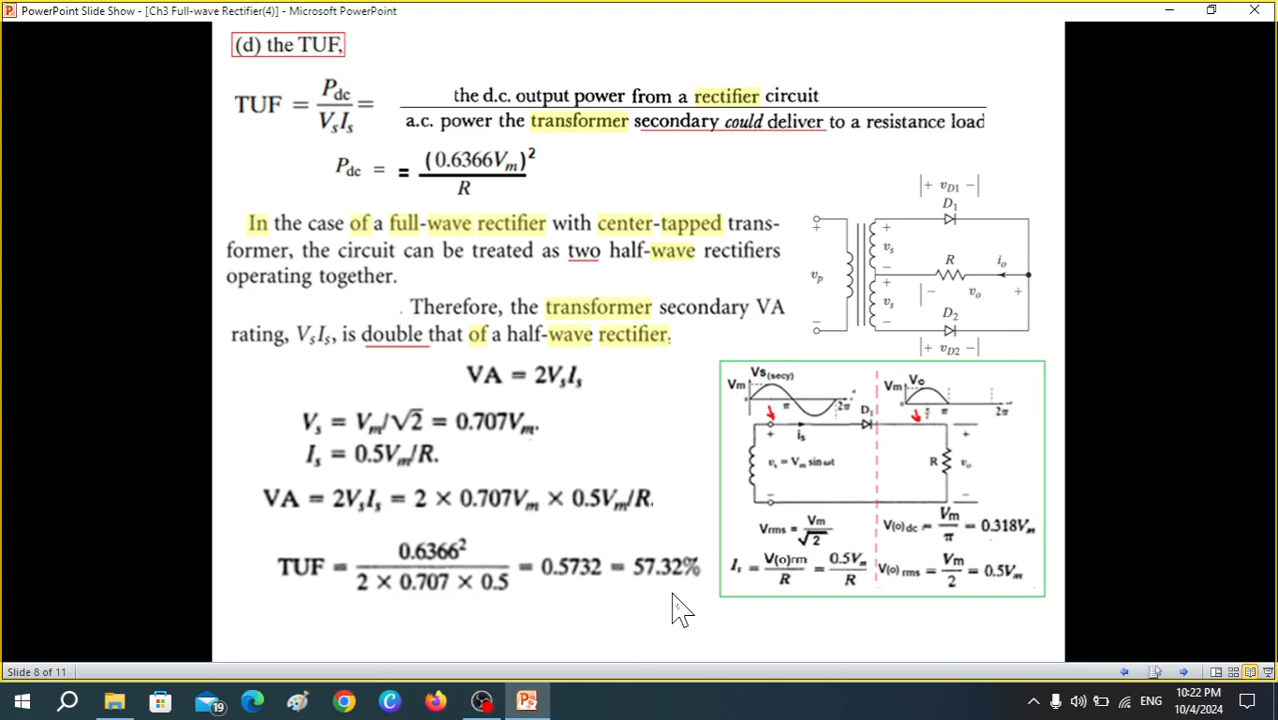 PowerPoint Slide Show - [Ch3 Full-wave Rectifier(4)] - Microsoft PowerPoint
(d) the TUF,
TUF = Pdc / VsIs = the d.c. output power from a rectifier circuit / a.c. power the transformer secondary could deliver to a resistance load
Pdc = = (0.6366Vm)² / R
In the case of a full-wave rectifier with center-tapped trans-
former, the circuit can be treated as two half-wave rectifiers
operating together.
. Therefore, the transformer secondary VA
rating, VsIs, is double that of a half-wave rectifier;
VA = 2VsIs
Vs = Vm/√2 = 0.707Vm.
Is = 0.5Vm/R.
VA = 2VsIs = 2 × 0.707Vm × 0.5Vm/R.
TUF = 0.6366² / 2 × 0.707 × 0.5 = 0.5732 = 57.32%
+ vD1 −
D1
+
+
vs
−
R
io
vp
+
vs
−
− vo +
D2
−
+ vD2 −
Vs(secy)
Vm
π
2π
D1
Vm
Vo
π/2
π
2π
+
is
+
vs = Vm sin ωt
R
vo
−
−
Vrms = Vm / √2
V(o)dc = Vm / π = 0.318Vm
Is = V(o)rm / R = 0.5Vm / R
V(o)rms = Vm / 2 = 0.5Vm
Slide 8 of 11
19
ENG
10:22 PM
10/4/2024